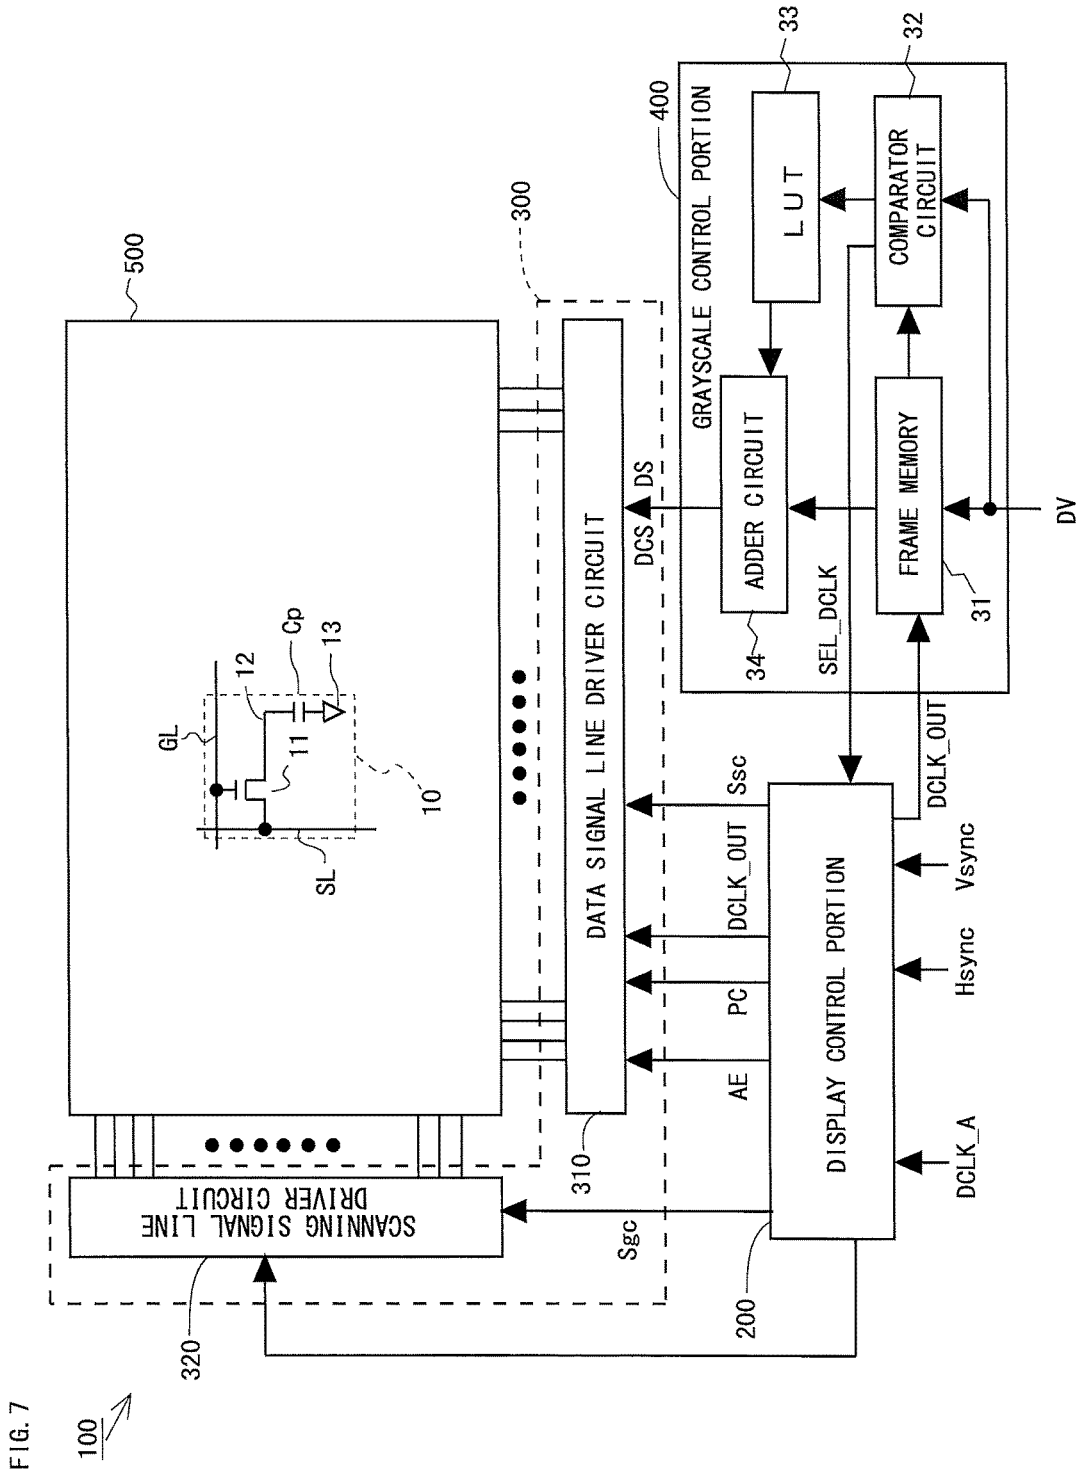 FIG. 7
100
320
SCANNING SIGNAL LINE
DRIVER CIRCUIT
500
GL
SL
10
11
12
Cp
13
300
310
DATA SIGNAL LINE DRIVER CIRCUIT
Sgc
AE
PC
DCLK_OUT
Ssc
DCS
DS
200
DISPLAY CONTROL PORTION
DCLK_A
Hsync
Vsync
DCLK_OUT
SEL_DCLK
400
GRAYSCALE CONTROL PORTION
34
ADDER CIRCUIT
LUT
33
31
FRAME MEMORY
COMPARATOR
CIRCUIT
32
DV